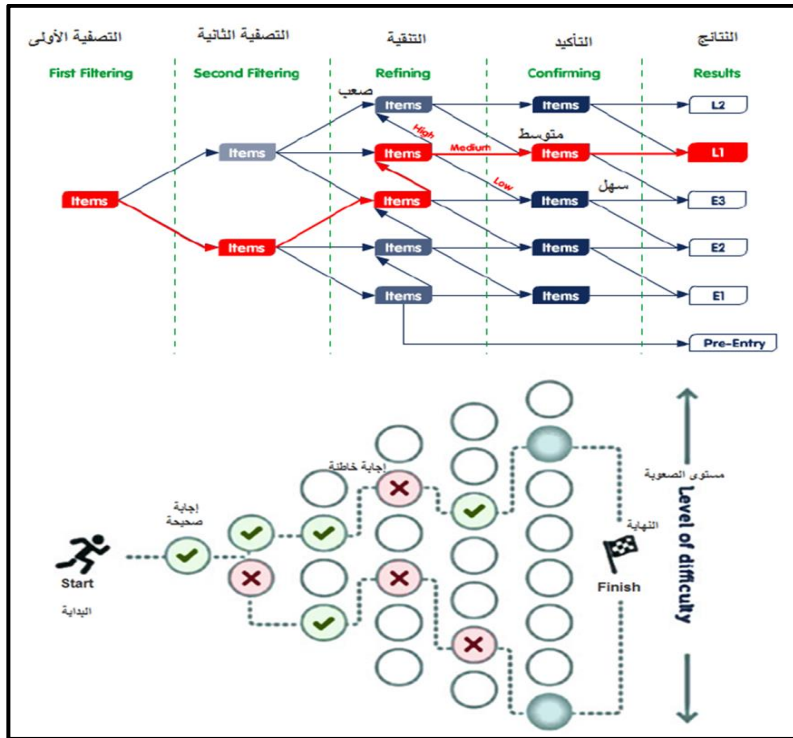 التصفية الأولى
التصفية الثانية
التنقية
التأكيد
النتائج
First Filtering
Second Filtering
Refining
Confirming
Results
صعب
Items
Items
L2
High
متوسط
Items
Items
Medium
Items
L1
Low
سهل
Items
Items
Items
E3
Items
Items
Items
E2
Items
Items
E1
Pre-Entry
إجابة خاطئة
مستوى الصعوبة
إجابة
صحيحة
النهاية
Start
Finish
البداية
Level of difficulty